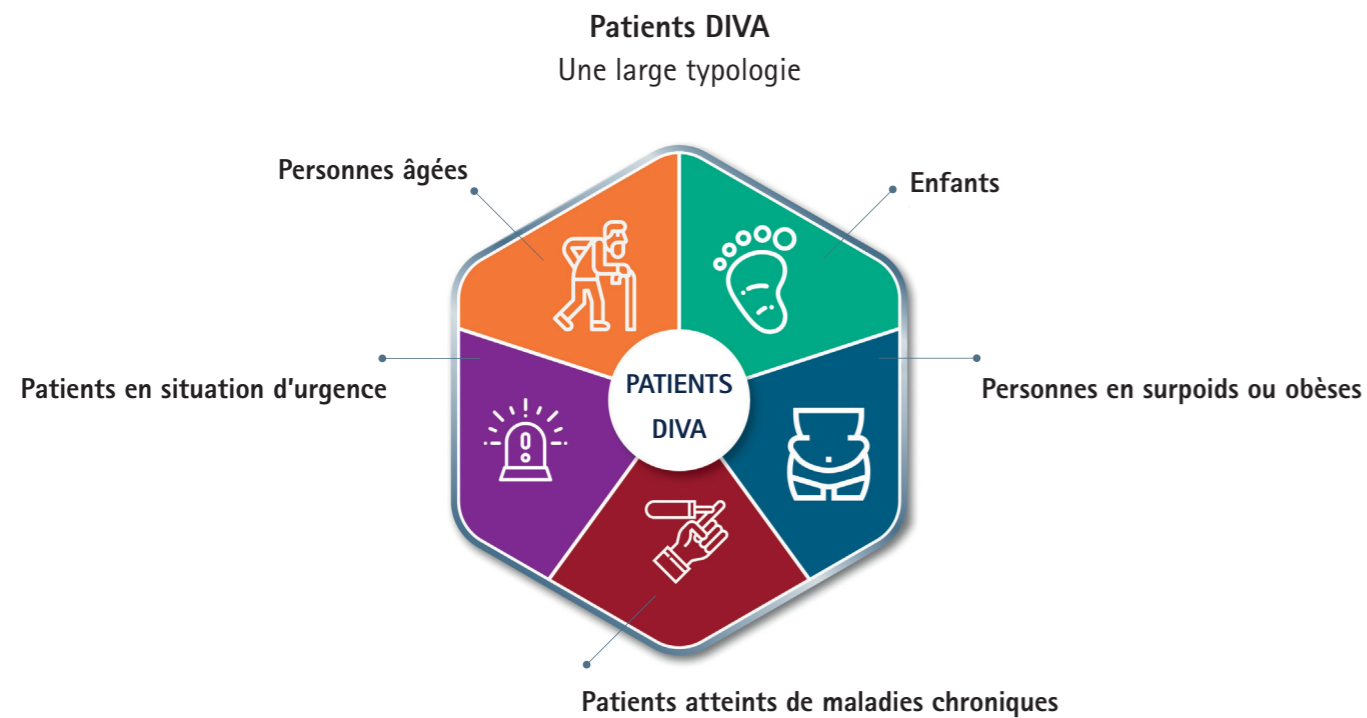 Patients DIVA
Une large typologie
Personnes âgées
Enfants
Patients en situation d'urgence
PATIENTS
DIVA
Personnes en surpoids ou obèses
Patients atteints de maladies chroniques